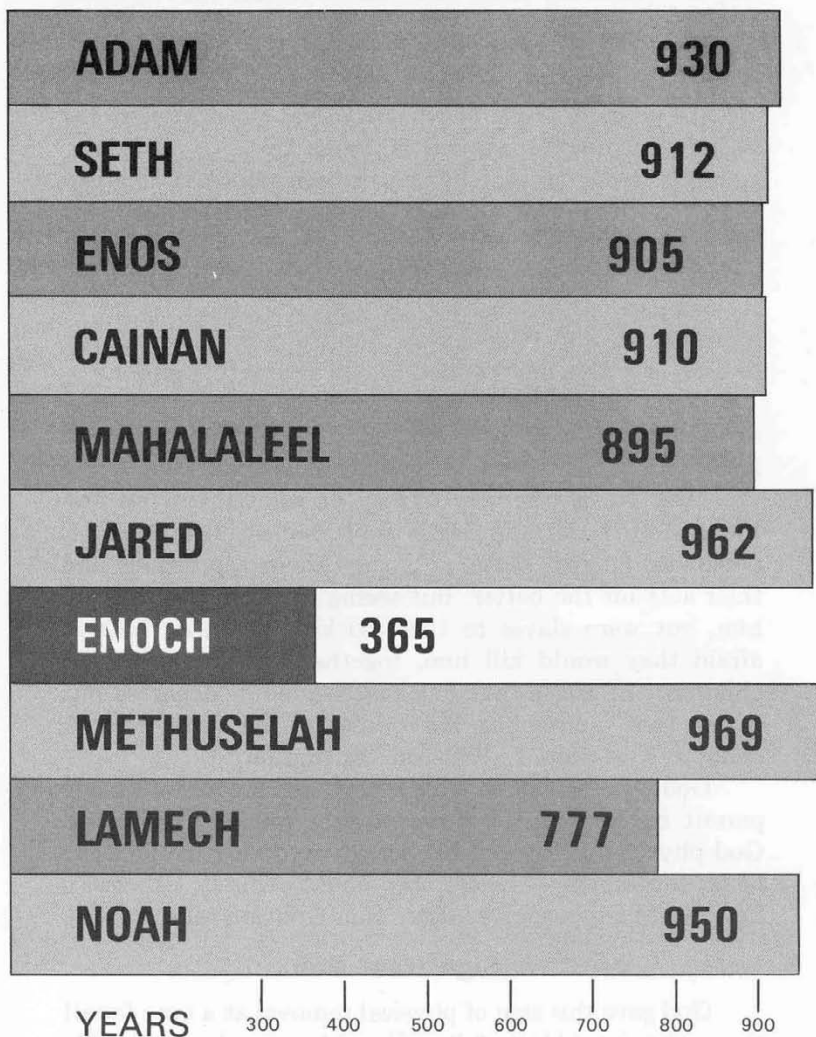 ADAM 930
SETH 912
ENOS 905
CAINAN 910
MAHALALEEL 895
JARED 962
ENOCH 365
METHUSELAH 969
LAMECH 777
NOAH 950
YEARS 300 400 500 600 700 800 900